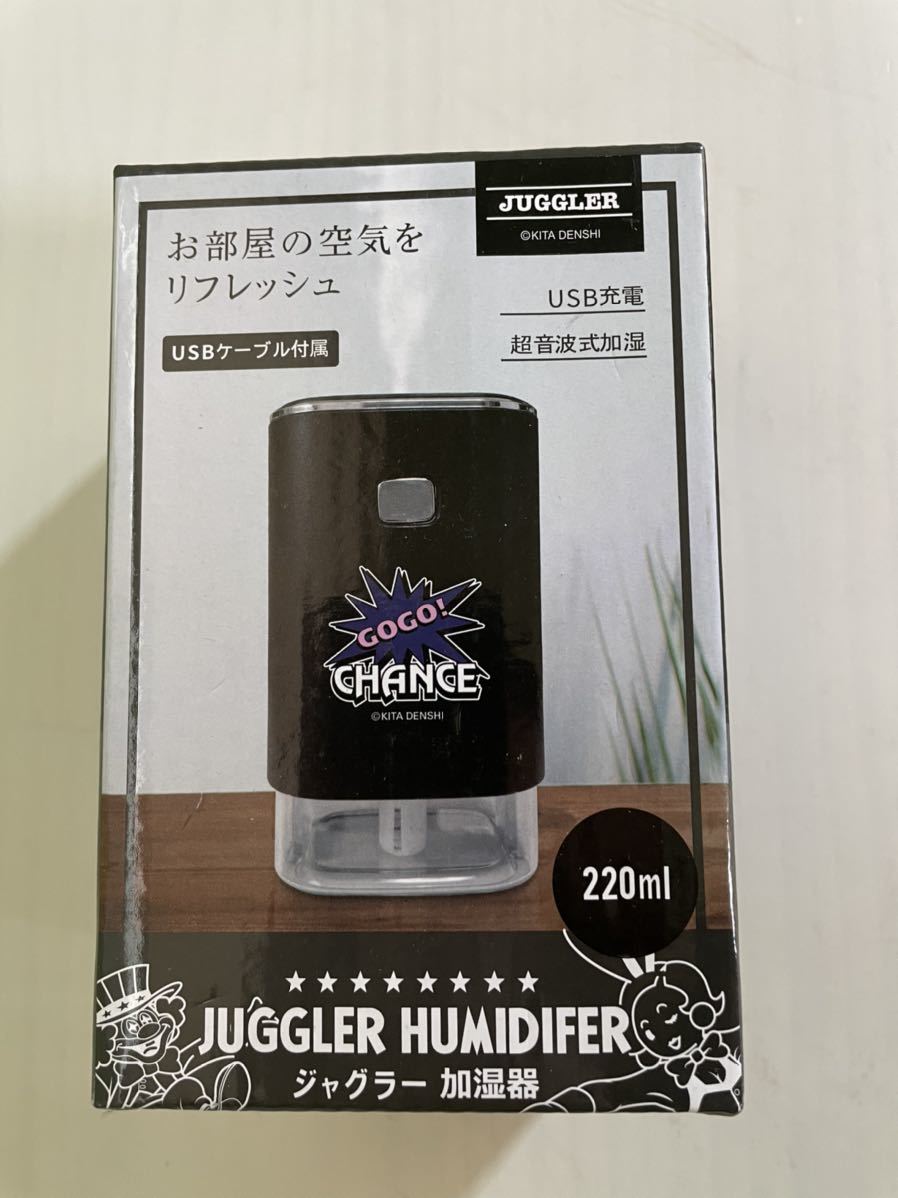 JUGGLER
©KITA DENSHI
お部屋の空気を
リフレッシュ
USBケーブル付属
USB充電
超音波式加湿
GOGO!
CHANCE
©KITA DENSHI
220ml
JUGGLER HUMIDIFER
ジャグラー 加湿器